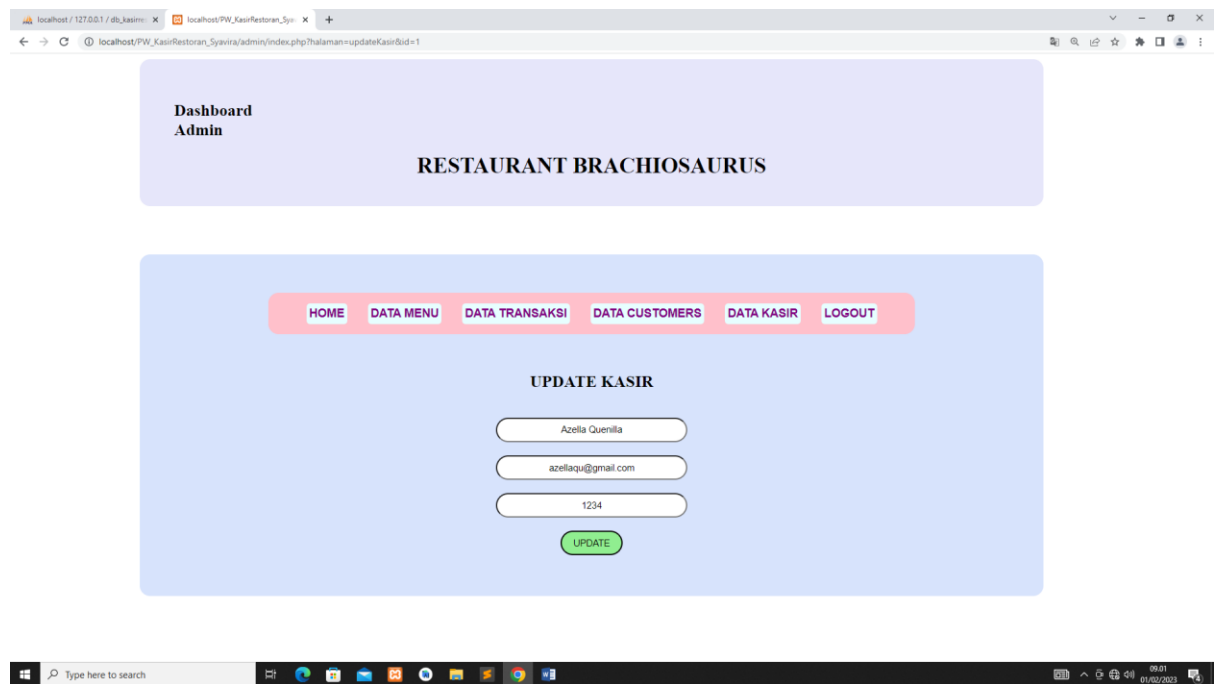 localhost / 127.0.0.1 / db_kasirre
localhost/PW_KasirRestoran_Sya
localhost/PW_KasirRestoran_Syavira/admin/index.php?halaman=updateKasir&id=1
Dashboard
Admin
RESTAURANT BRACHIOSAURUS
HOME DATA MENU DATA TRANSAKSI DATA CUSTOMERS DATA KASIR LOGOUT
UPDATE KASIR
Azella Quenilla
azellaqu@gmail.com
1234
UPDATE
Type here to search
09.01
01/02/2023